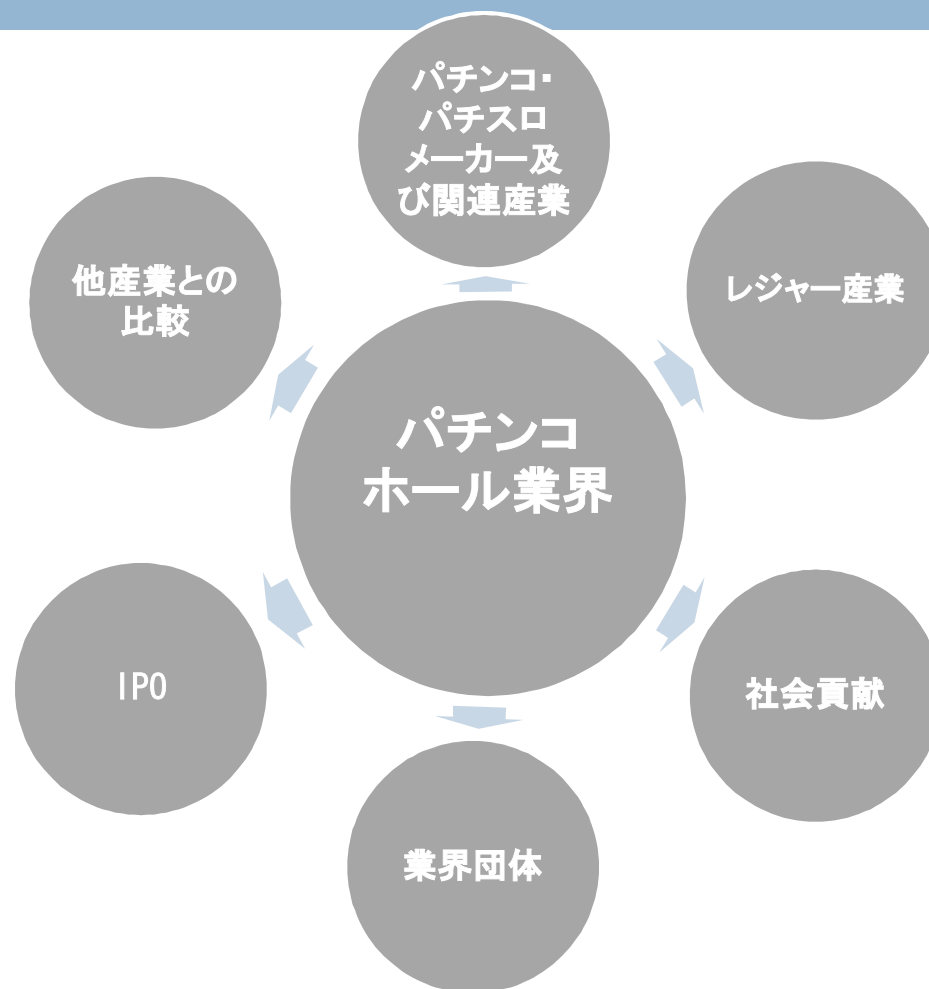 パチンコ・
パチスロ
メーカー及
び関連産業
他産業との
比較
レジャー産業
パチンコ
ホール業界
IPO
社会貢献
業界団体